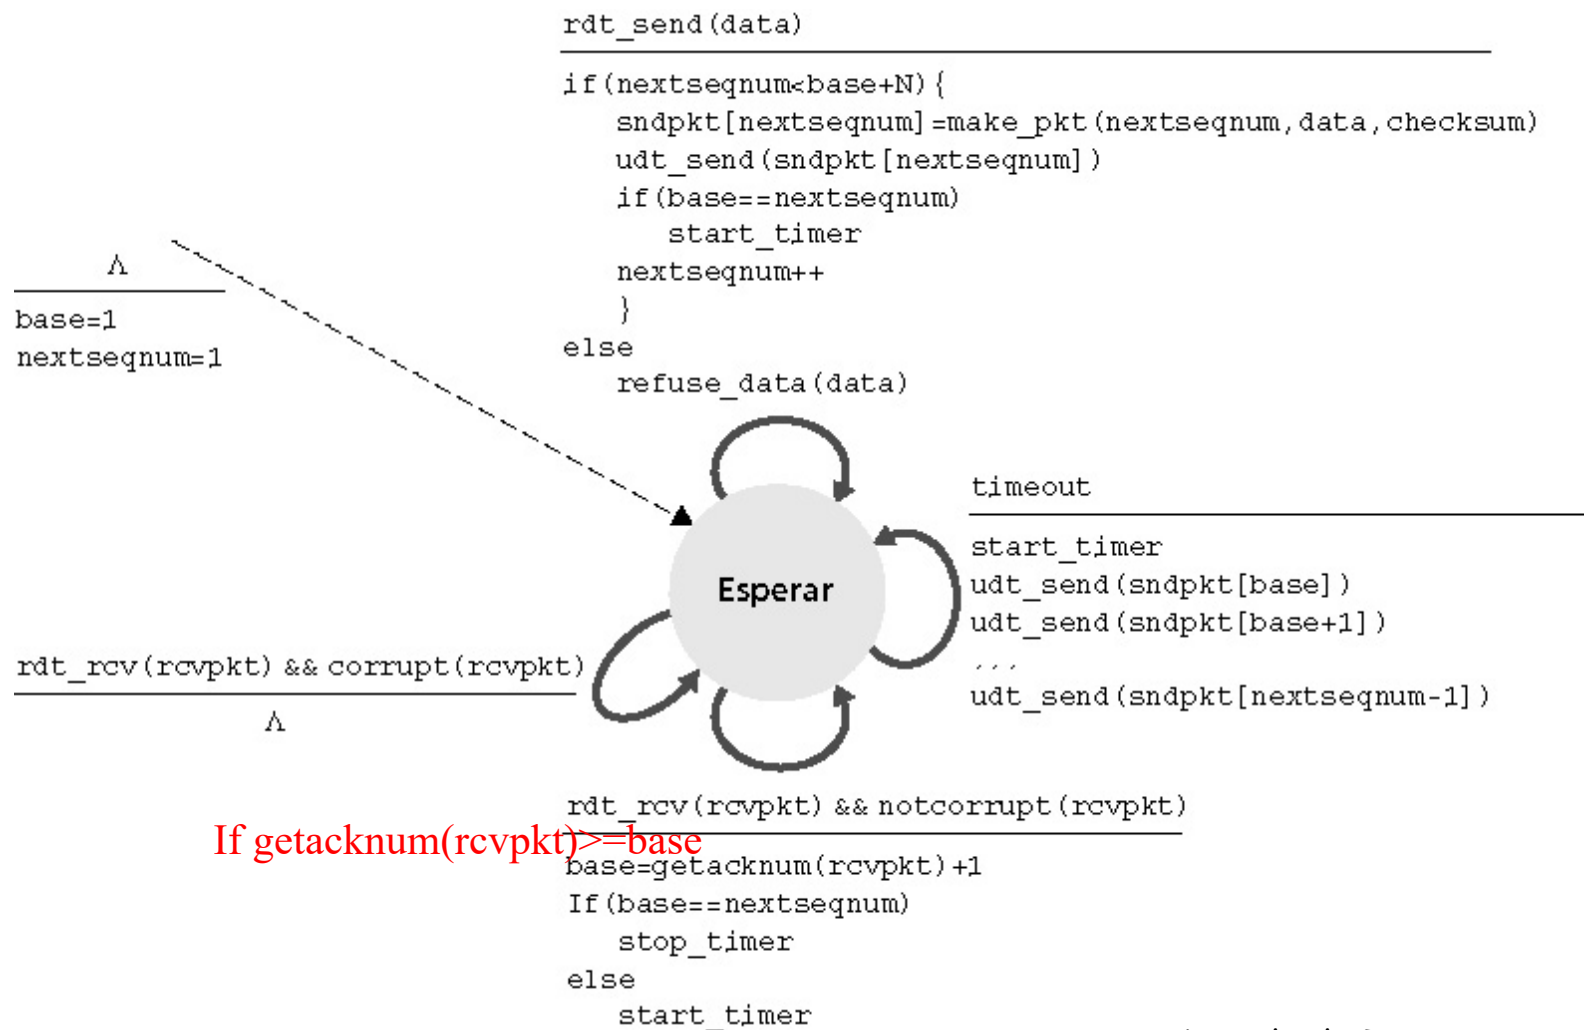 rdt_send(data)
if(nextseqnum<base+N){
sndpkt[nextseqnum]=make_pkt(nextseqnum,data,checksum)
udt_send(sndpkt[nextseqnum])
if(base==nextseqnum)
start_timer
nextseqnum++
}
else
refuse_data(data)
Λ
base=1
nextseqnum=1
timeout
start_timer
udt_send(sndpkt[base])
udt_send(sndpkt[base+1])
...
udt_send(sndpkt[nextseqnum-1])
Esperar
rdt_rcv(rcvpkt) && corrupt(rcvpkt)
Λ
rdt_rcv(rcvpkt) && notcorrupt(rcvpkt)
If getacknum(rcvpkt)>=base
base=getacknum(rcvpkt)+1
If(base==nextseqnum)
stop_timer
else
start_timer